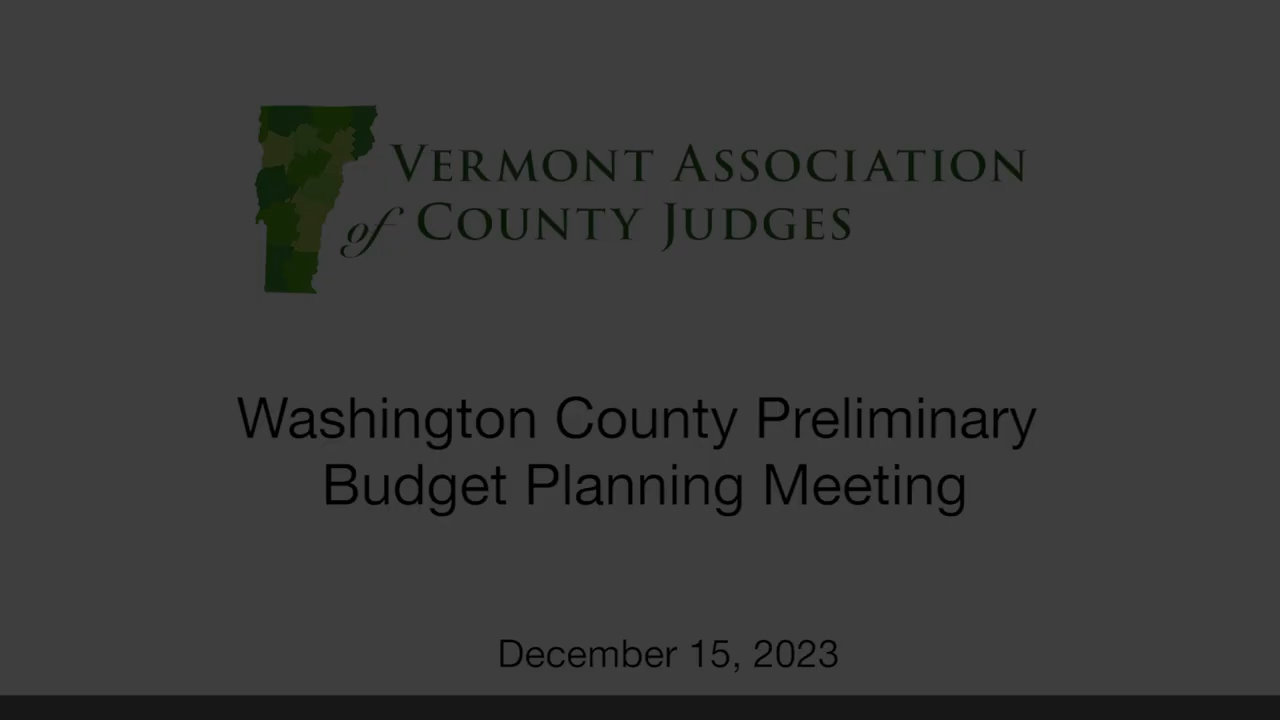 Vermont Association
of County Judges
Washington County Preliminary
Budget Planning Meeting
December 15, 2023